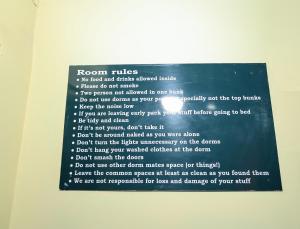 Room rules
• No food and drinks allowed inside
• Please do not smoke
• Two person not allowed in one bunk
• Do not use dorms as your pe especially not the top bunks
• Keep the noise low
• If you are leaving early park your stuff before going to bed
• Be tidy and clean
• If it's not yours, don't take it
• Don't be around naked as you were alone
• Don't turn the lights unnecessary on the dorms
• Don't hang your washed clothes at the dorm
• Don't smash the doors
• Do not use other dorm mates space (or things!)
• Leave the common spaces at least as clean as you found them
• We are not responsible for loss and damage of your stuff